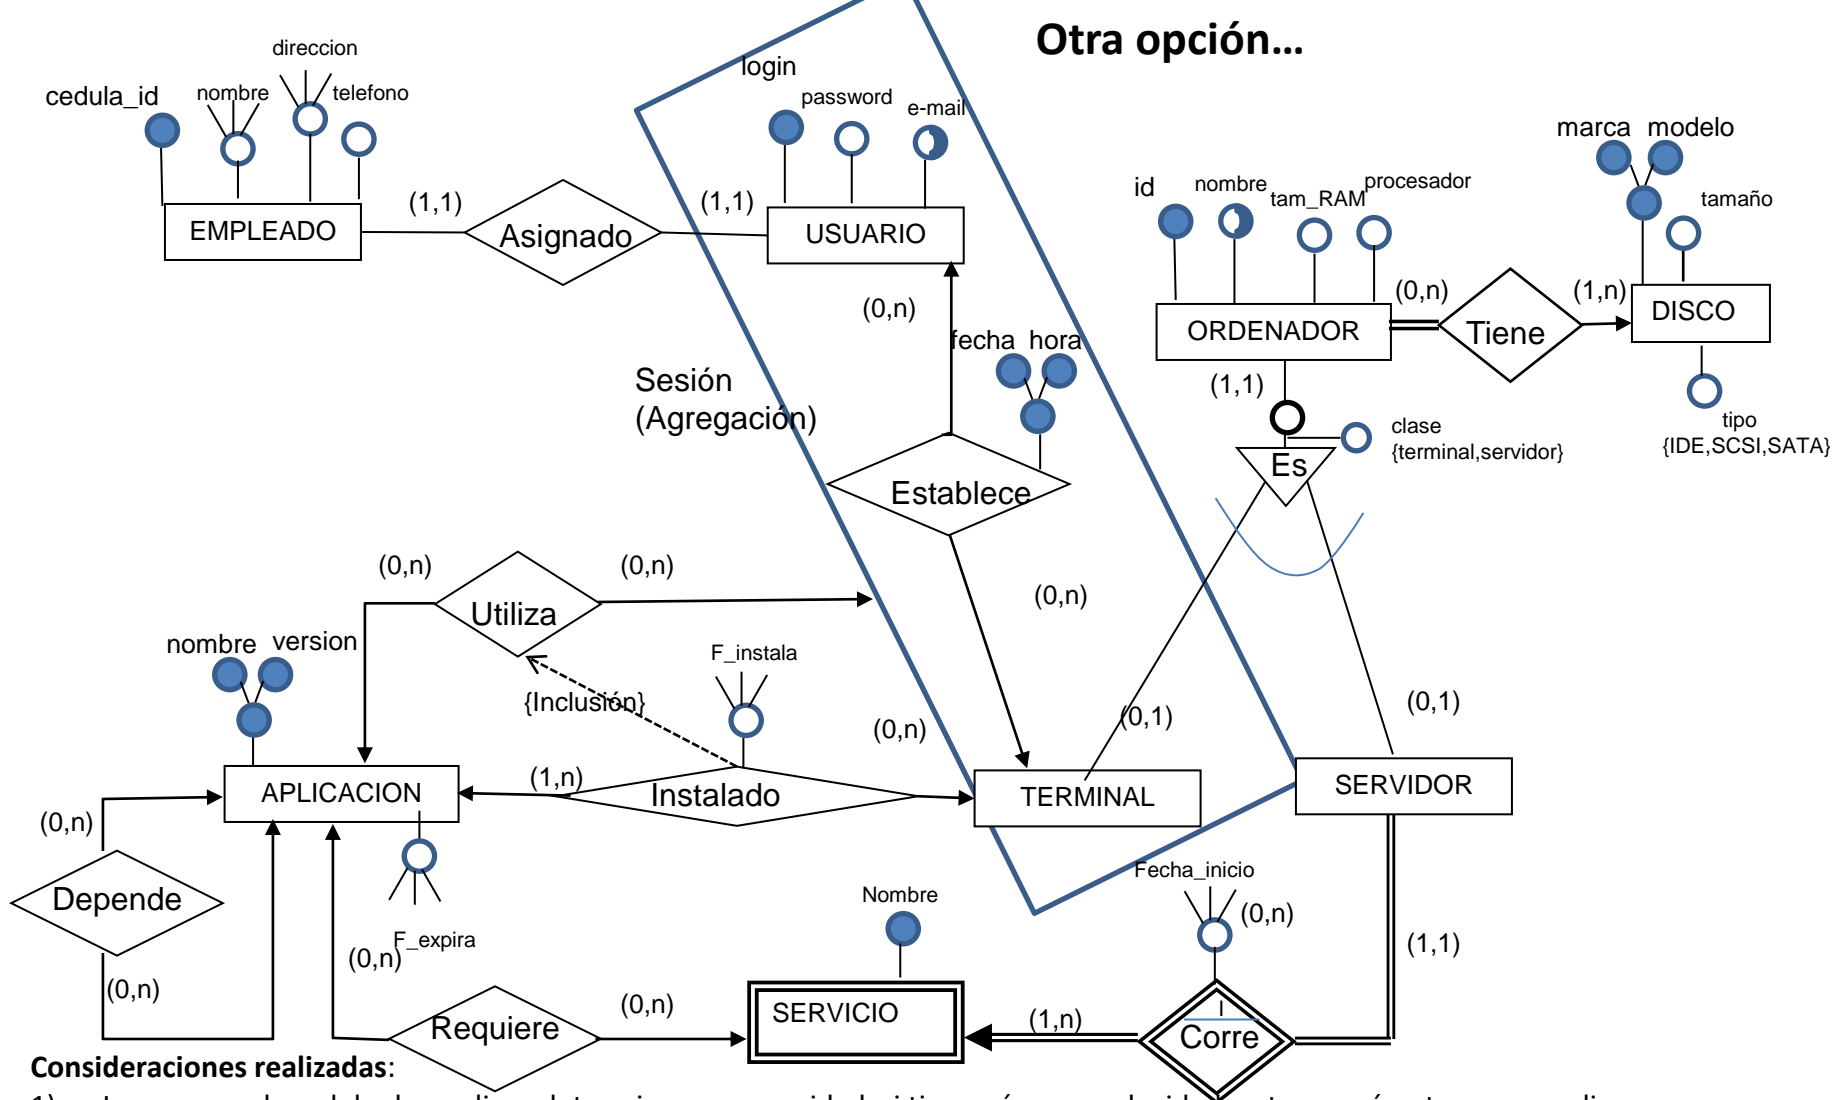 Otra opción...
direccion
cedula_id
nombre
telefono
login
password
e-mail
marca modelo
id
nombre
tam_RAM
procesador
tamaño
(1,1)
(1,1)
EMPLEADO
Asignado
USUARIO
(0,n)
(0,n)
(1,n)
ORDENADOR
Tiene
DISCO
fecha hora
Sesión
(Agregación)
(1,1)
clase
{terminal,servidor}
tipo
{IDE,SCSI,SATA}
Es
Establece
(0,n)
(0,n)
(0,n)
Utiliza
nombre version
F_instala
{Inclusión}
(0,n)
(0,1)
(0,1)
(1,n)
APLICACION
Instalado
TERMINAL
SERVIDOR
(0,n)
Depende
Nombre
Fecha_inicio
(0,n)
(1,1)
F_expira
(0,n)
(0,n)
(0,n)
Requiere
SERVICIO
(1,n)
I
Corre
Consideraciones realizadas:
1)